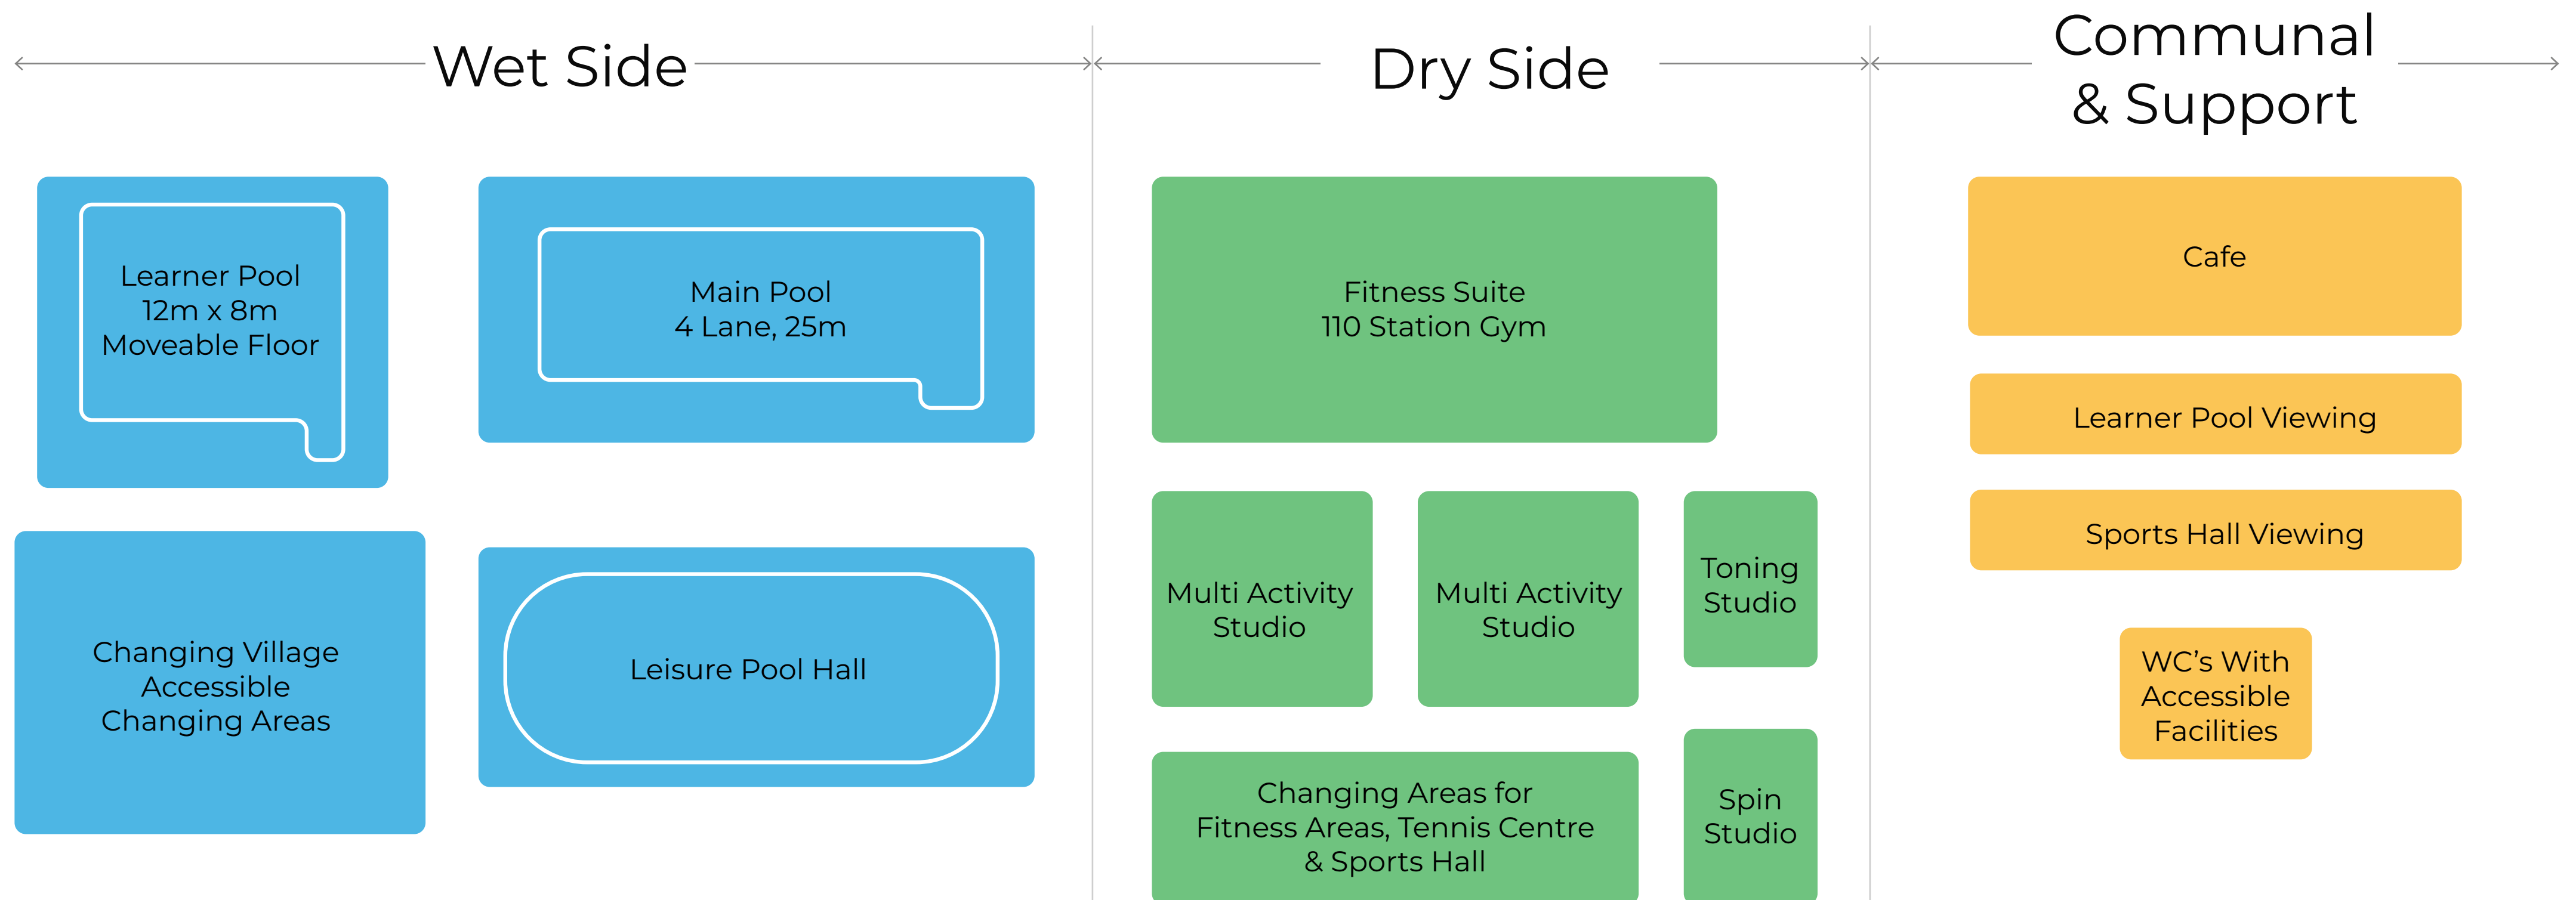 Wet Side
Dry Side
Communal
& Support
Learner Pool
12m x 8m
Moveable Floor
Main Pool
4 Lane, 25m
Changing Village
Accessible
Changing Areas
Leisure Pool Hall
Fitness Suite
110 Station Gym
Multi Activity
Studio
Multi Activity
Studio
Toning
Studio
Changing Areas for
Fitness Areas, Tennis Centre
& Sports Hall
Spin
Studio
Cafe
Learner Pool Viewing
Sports Hall Viewing
WC’s With
Accessible
Facilities